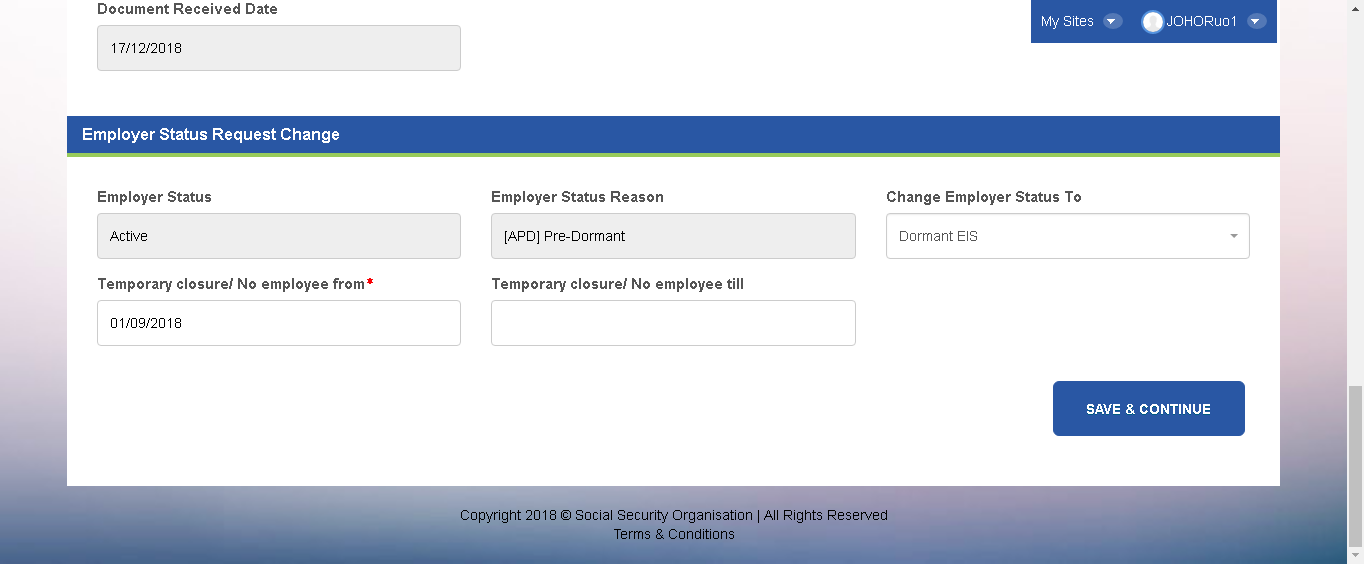 Document Received Date
My Sites JOHORuo1
17/12/2018
Employer Status Request Change
Employer Status Employer Status Reason Change Employer Status To
Active [APD] Pre-Dormant Dormant EIS
Temporary closure/ No employee from* Temporary closure/ No employee till
01/09/2018
SAVE & CONTINUE
Copyright 2018 © Social Security Organisation | All Rights Reserved
Terms & Conditions